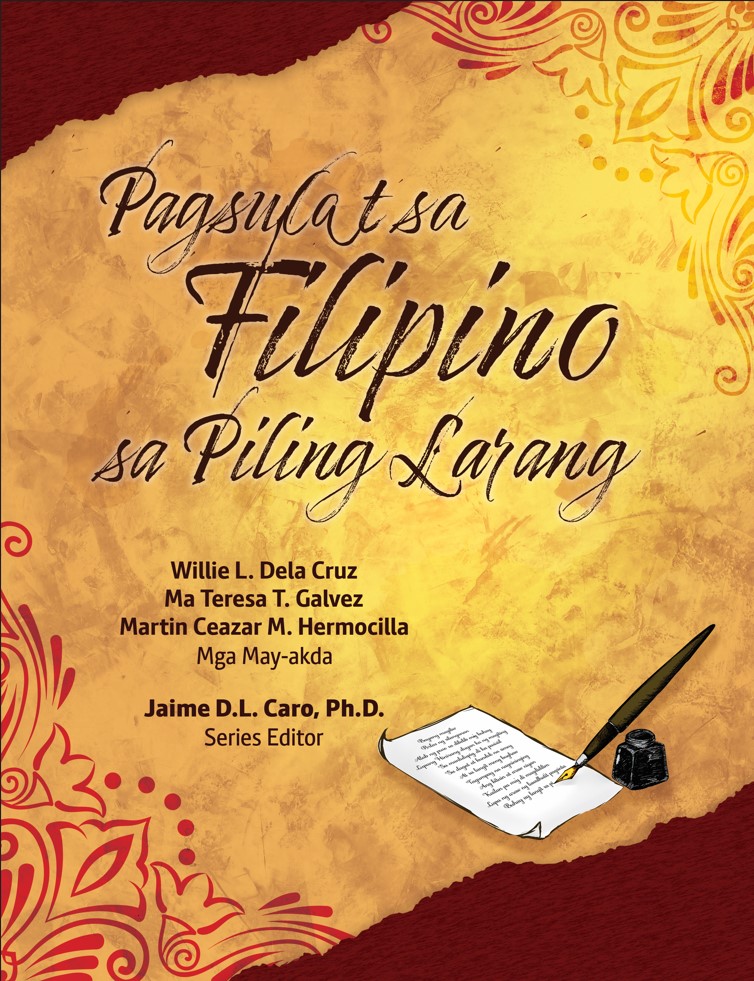 Pagsulat sa
Filipino
sa Piling Larang
Willie L. Dela Cruz
Ma Teresa T. Galvez
Martin Ceazar M. Hermocilla
Mga May-akda
Jaime D.L. Caro, Ph.D.
Series Editor